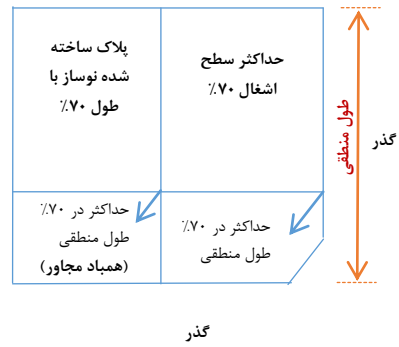 حداکثر سطح
اشغال ۷۰٪
پلاک ساخته
شده نوساز با
طول ۷۰٪
طول منطقی
گذر
حداکثر در ۷۰٪
طول منطقی
حداکثر در ۷۰٪
طول منطقی
(همباد مجاور)
گذر